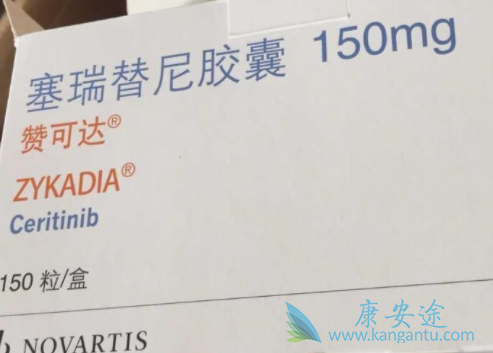 塞瑞替尼胶囊 150mg
赞可达®
ZYKADIA®
Ceritinib
150 粒/盒
NOVARTIS
康安途
www.kangantu.com